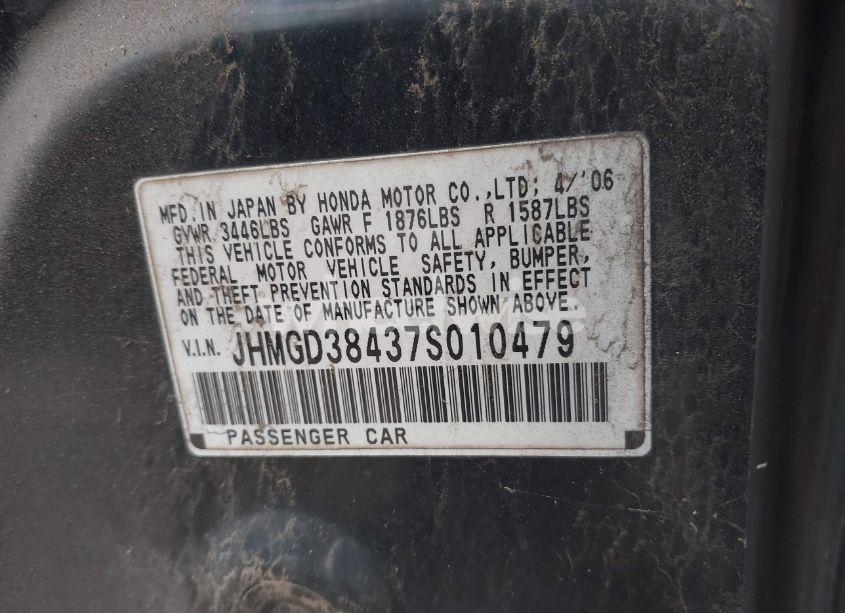 MFD. IN JAPAN BY HONDA MOTOR CO.,LTD; 4/'06
GVWR 3446LBS GAWR F 1876LBS R 1587LBS
THIS VEHICLE CONFORMS TO ALL APPLICABLE
FEDERAL MOTOR VEHICLE SAFETY, BUMPER,
AND THEFT PREVENTION STANDARDS IN EFFECT
ON THE DATE OF MANUFACTURE SHOWN ABOVE.
V.I.N. JHMGD38437S010479
PASSENGER CAR